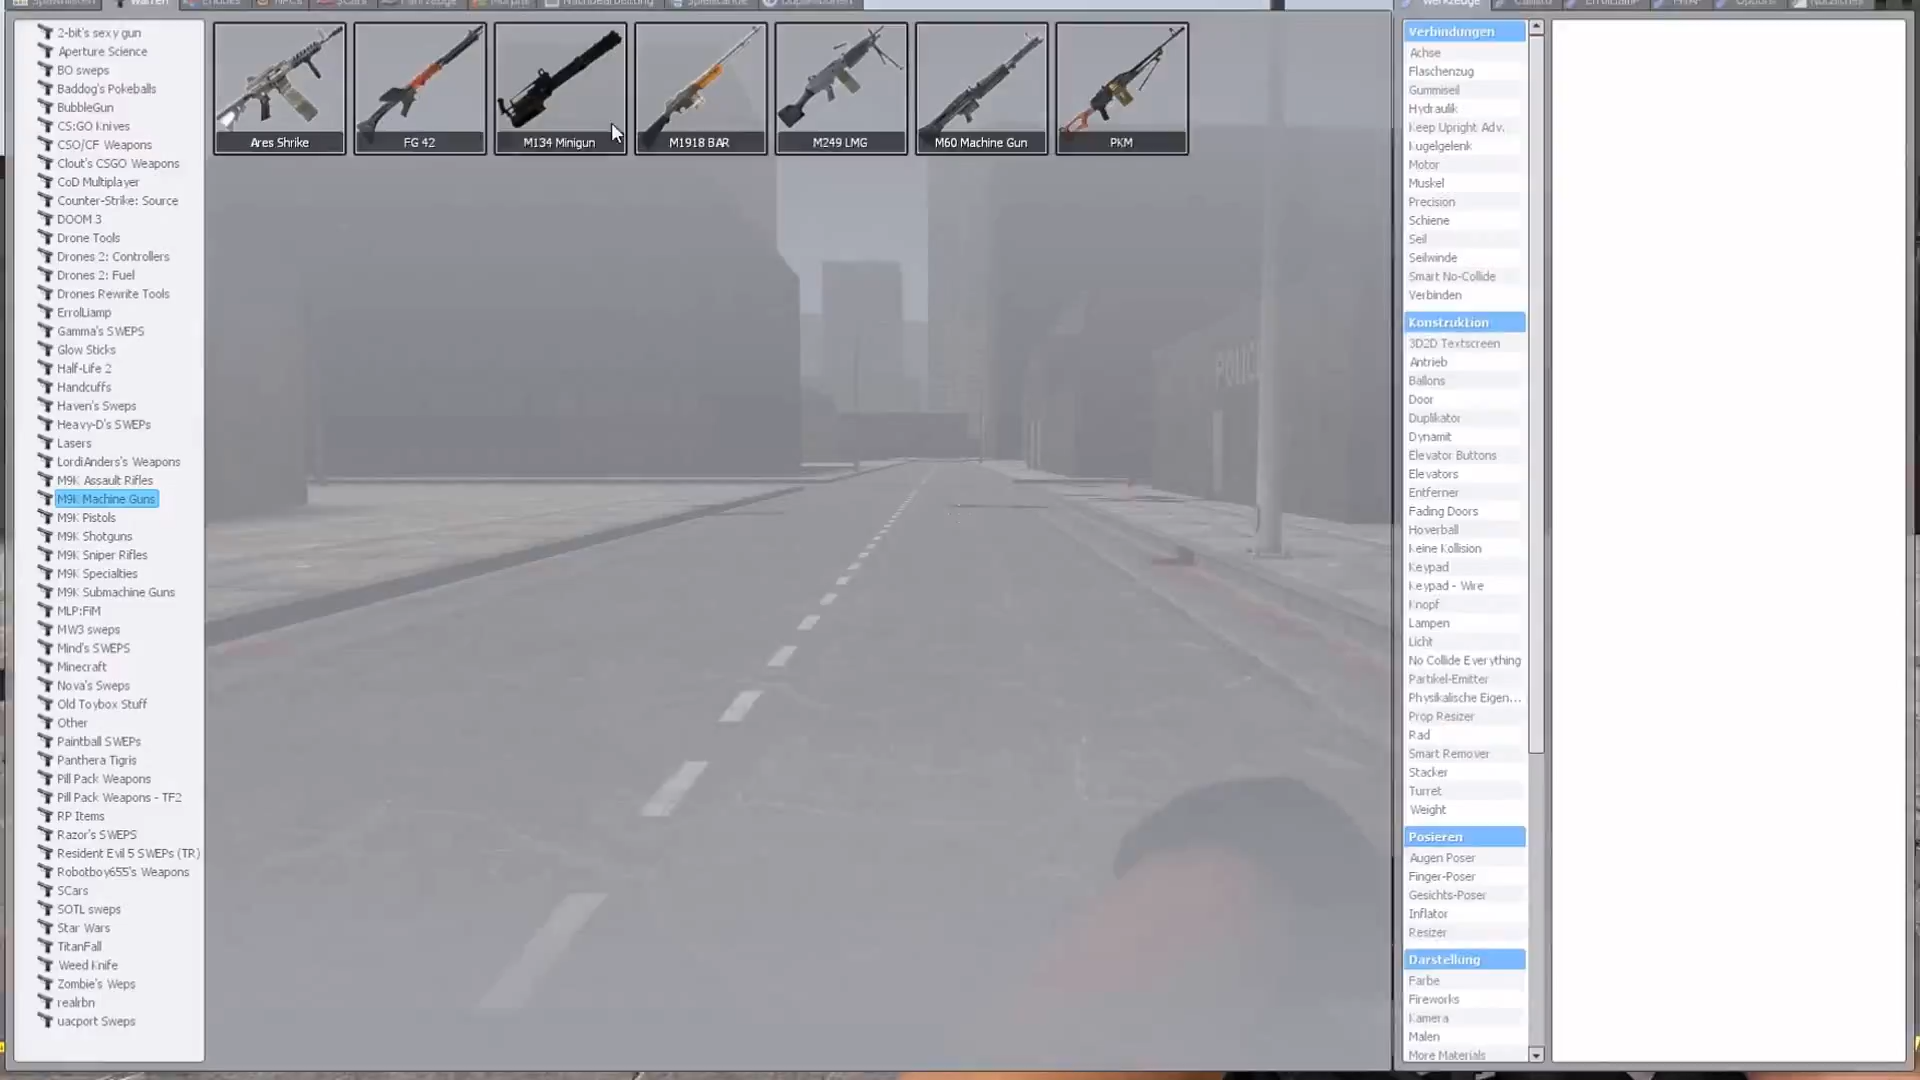 Waffen
2-bit's sexy gun
Aperture Science
BO sweps
Baddog's Pokeballs
BubbleGun
CS:GO Knives
CSO/CF Weapons
Clout's CSGO Weapons
CoD Multiplayer
Counter-Strike: Source
DOOM 3
Drone Tools
Drones 2: Controllers
Drones 2: Fuel
Drones Rewrite Tools
ErrolLiamp
Gamma's SWEPS
Glow Sticks
Half-Life 2
Handcuffs
Haven's Sweps
Heavy-D's SWEPs
Lasers
LordiAnders's Weapons
M9K Assault Rifles
M9K Machine Guns
M9K Pistols
M9K Shotguns
M9K Sniper Rifles
M9K Specialties
M9K Submachine Guns
MLP:FiM
MW3 sweps
Mind's SWEPS
Minecraft
Nova's Sweps
Old Toybox Stuff
Other
Paintball SWEPs
Panthera Tigris
Pill Pack Weapons
Pill Pack Weapons - TF2
RP Items
Razor's SWEPS
Resident Evil 5 SWEPs (TR)
Robotboy655's Weapons
SCars
SOTL sweps
Star Wars
TitanFall
Weed Knife
Zombie's Weps
realrbn
uacport Sweps
Ares Shrike
FG 42
M134 Minigun
M1918 BAR
M249 LMG
M60 Machine Gun
PKM
POLIC
Werkzeuge
Verbindungen
Achse
Flaschenzug
Gummiseil
Hydraulik
Keep Upright Adv.
Kugelgelenk
Motor
Muskel
Precision
Schiene
Seil
Seilwinde
Smart No-Collide
Verbinden
Konstruktion
3D2D Textscreen
Antrieb
Ballons
Door
Duplikator
Dynamit
Elevator Buttons
Elevators
Entferner
Fading Doors
Hoverball
Keine Kollision
Keypad
Keypad - Wire
Knopf
Lampen
Licht
No Collide Everything
Partikel-Emitter
Physikalische Eigen...
Prop Resizer
Rad
Smart Remover
Stacker
Turret
Weight
Posieren
Augen Poser
Finger-Poser
Gesichts-Poser
Inflator
Resizer
Darstellung
Farbe
Fireworks
Kamera
Malen
More Materials